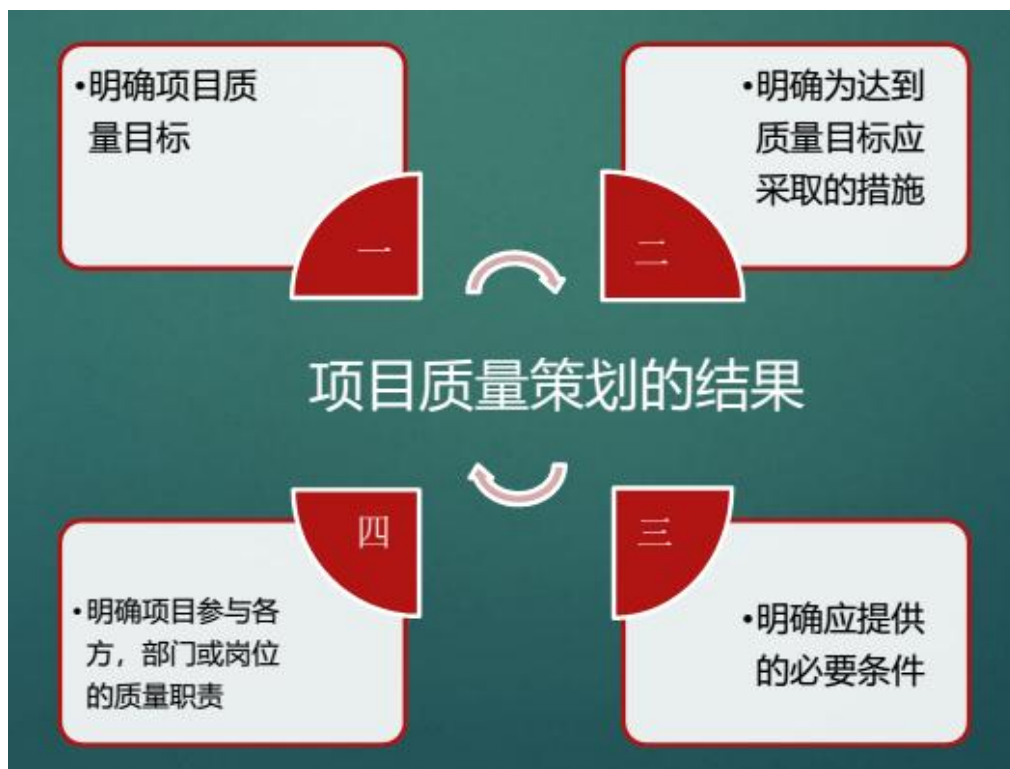 •明确项目质
量目标
一
•明确为达到
质量目标应
采取的措施
二
项目质量策划的结果
三
•明确应提供
的必要条件
四
•明确项目参与各
方，部门或岗位
的质量职责